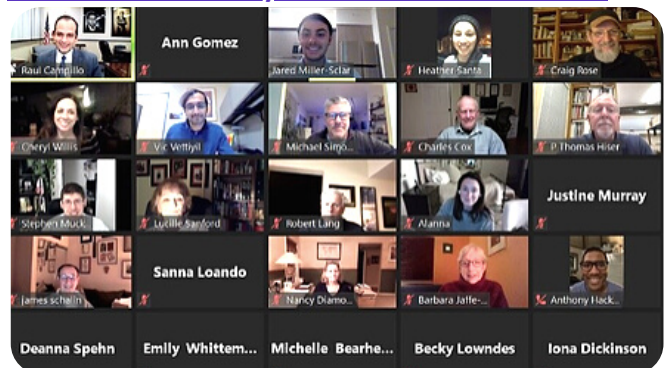 Raul Campillo
Ann Gomez
Jared Miller-Sclar
Heather Santa
Craig Rose
Cheryl Willis
Vic Vettiyil
Michael Simo...
Charles Cox
P Thomas Hiser
Stephen Muck
Lucille Sanford
Robert Lang
Alanna
Justine Murray
james schalin
Sanna Loando
Nancy Diamo...
Barbara Jaffe-...
Anthony Hack...
Deanna Spehn
Emily Whittem...
Michelle Bearhe...
Becky Lowndes
Iona Dickinson